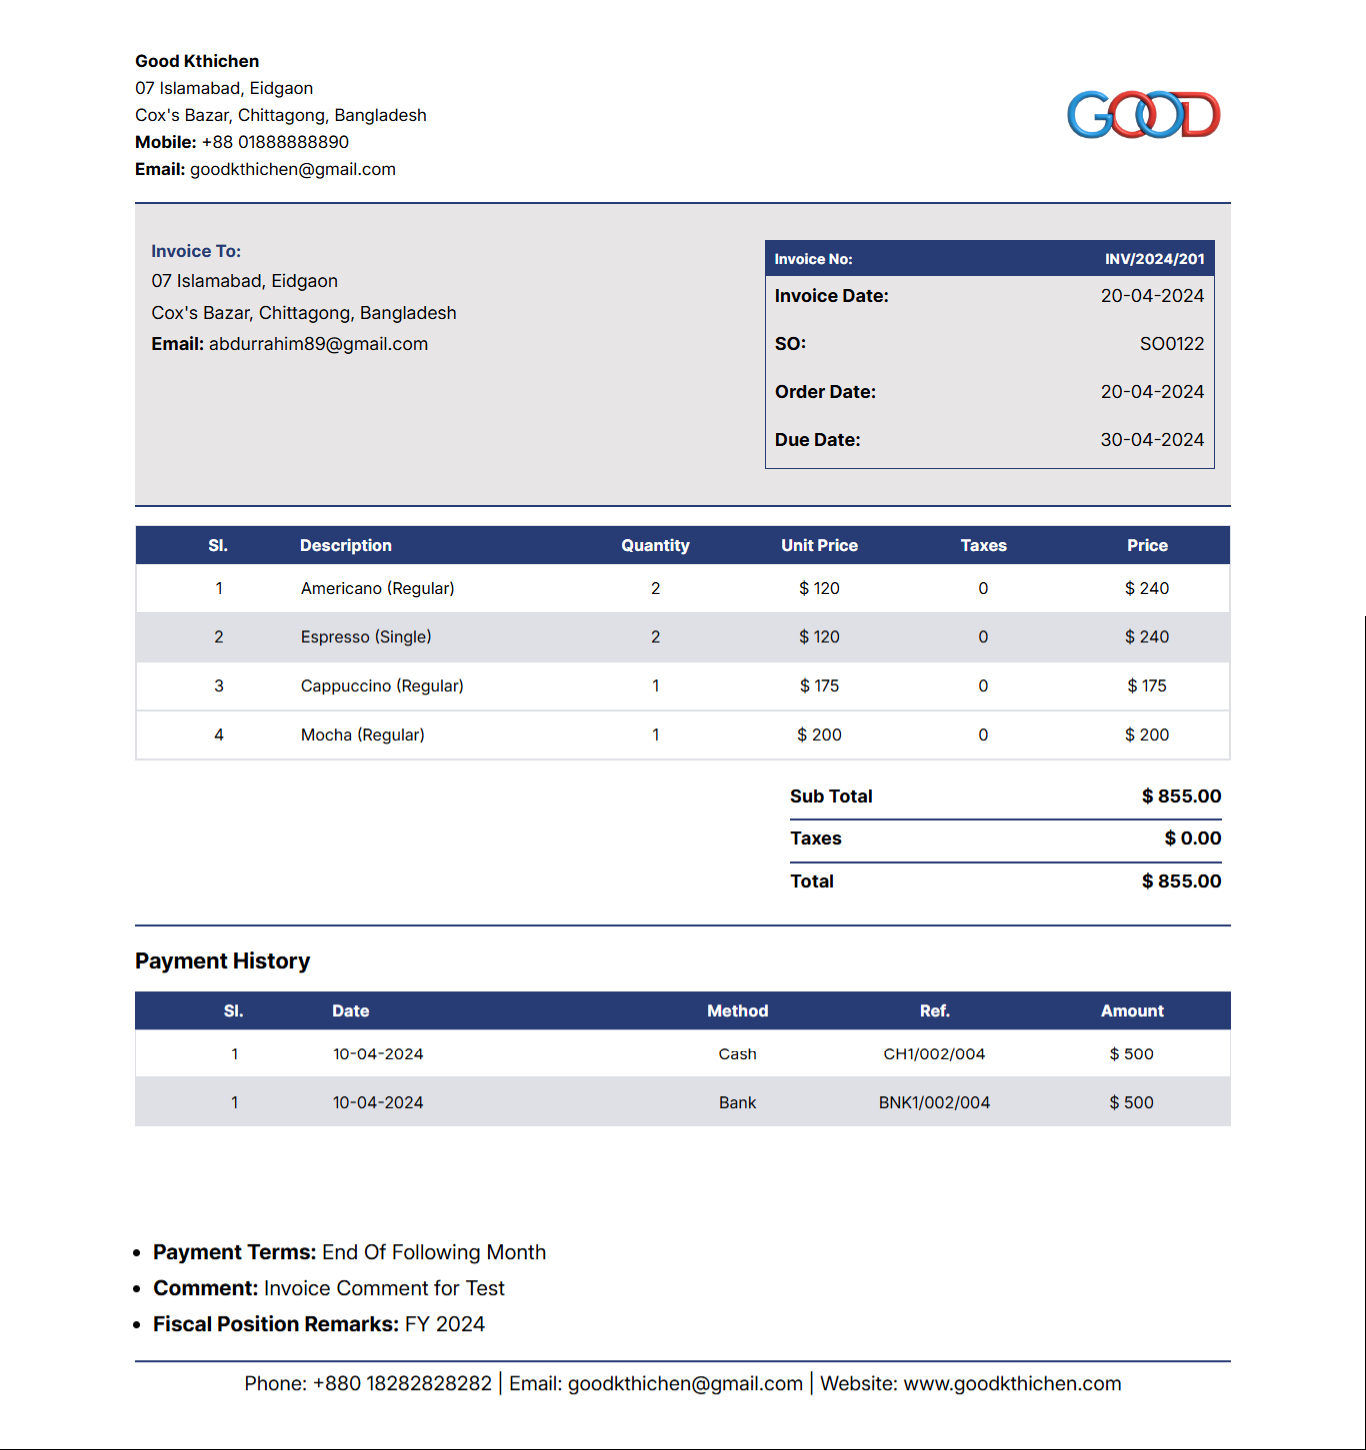 Good Kthichen
07 Islamabad, Eidgaon
Cox's Bazar, Chittagong, Bangladesh
Mobile: +88 01888888890
Email: goodkthichen@gmail.com
GOOD
Invoice To:
07 Islamabad, Eidgaon
Cox's Bazar, Chittagong, Bangladesh
Email: abdurrahim89@gmail.com
Invoice No: INV/2024/201
Invoice Date: 20-04-2024
SO: SO0122
Order Date: 20-04-2024
Due Date: 30-04-2024
Sl. Description Quantity Unit Price Taxes Price
1 Americano (Regular) 2 $ 120 0 $ 240
2 Espresso (Single) 2 $ 120 0 $ 240
3 Cappuccino (Regular) 1 $ 175 0 $ 175
4 Mocha (Regular) 1 $ 200 0 $ 200
Sub Total $ 855.00
Taxes $ 0.00
Total $ 855.00
Payment History
Sl. Date Method Ref. Amount
1 10-04-2024 Cash CH1/002/004 $ 500
1 10-04-2024 Bank BNK1/002/004 $ 500
• Payment Terms: End Of Following Month
• Comment: Invoice Comment for Test
• Fiscal Position Remarks: FY 2024
Phone: +880 18282828282 | Email: goodkthichen@gmail.com | Website: www.goodkthichen.com